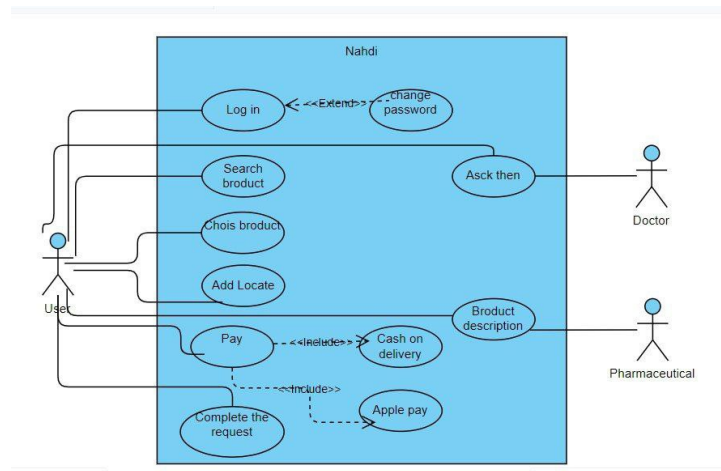 Nahdi
Log in
<<Extend>>
change
password
Search
broduct
Asck then
Doctor
Chois broduct
User
Add Locate
Broduct
description
Pay
<<Include>>
Cash on
delivery
Pharmaceutical
<<Include>>
Apple pay
Complete the
request